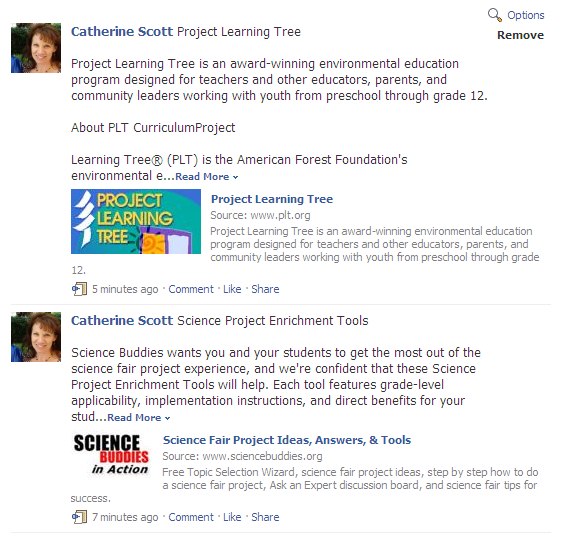 Options
Remove
Catherine Scott Project Learning Tree
Project Learning Tree is an award-winning environmental education
program designed for teachers and other educators, parents, and
community leaders working with youth from preschool through grade 12.
About PLT CurriculumProject
Learning Tree® (PLT) is the American Forest Foundation's
environmental e...Read More
PROJECT
LEARNING
TREE
Project Learning Tree
Source: www.plt.org
Project Learning Tree is an award-winning environmental education
program designed for teachers and other educators, parents, and
community leaders working with youth from preschool through grade
12.
5 minutes ago · Comment · Like · Share
Catherine Scott Science Project Enrichment Tools
Science Buddies wants you and your students to get the most out of the
science fair project experience, and we're confident that these Science
Project Enrichment Tools will help. Each tool features grade-level
applicability, implementation instructions, and direct benefits for your
stud...Read More
SCIENCE
BUDDIES
in Action
Science Fair Project Ideas, Answers, & Tools
Source: www.sciencebuddies.org
Free Topic Selection Wizard, science fair project ideas, step by step how to do
a science fair project, Ask an Expert discussion board, and science fair tips for
success.
7 minutes ago · Comment · Like · Share